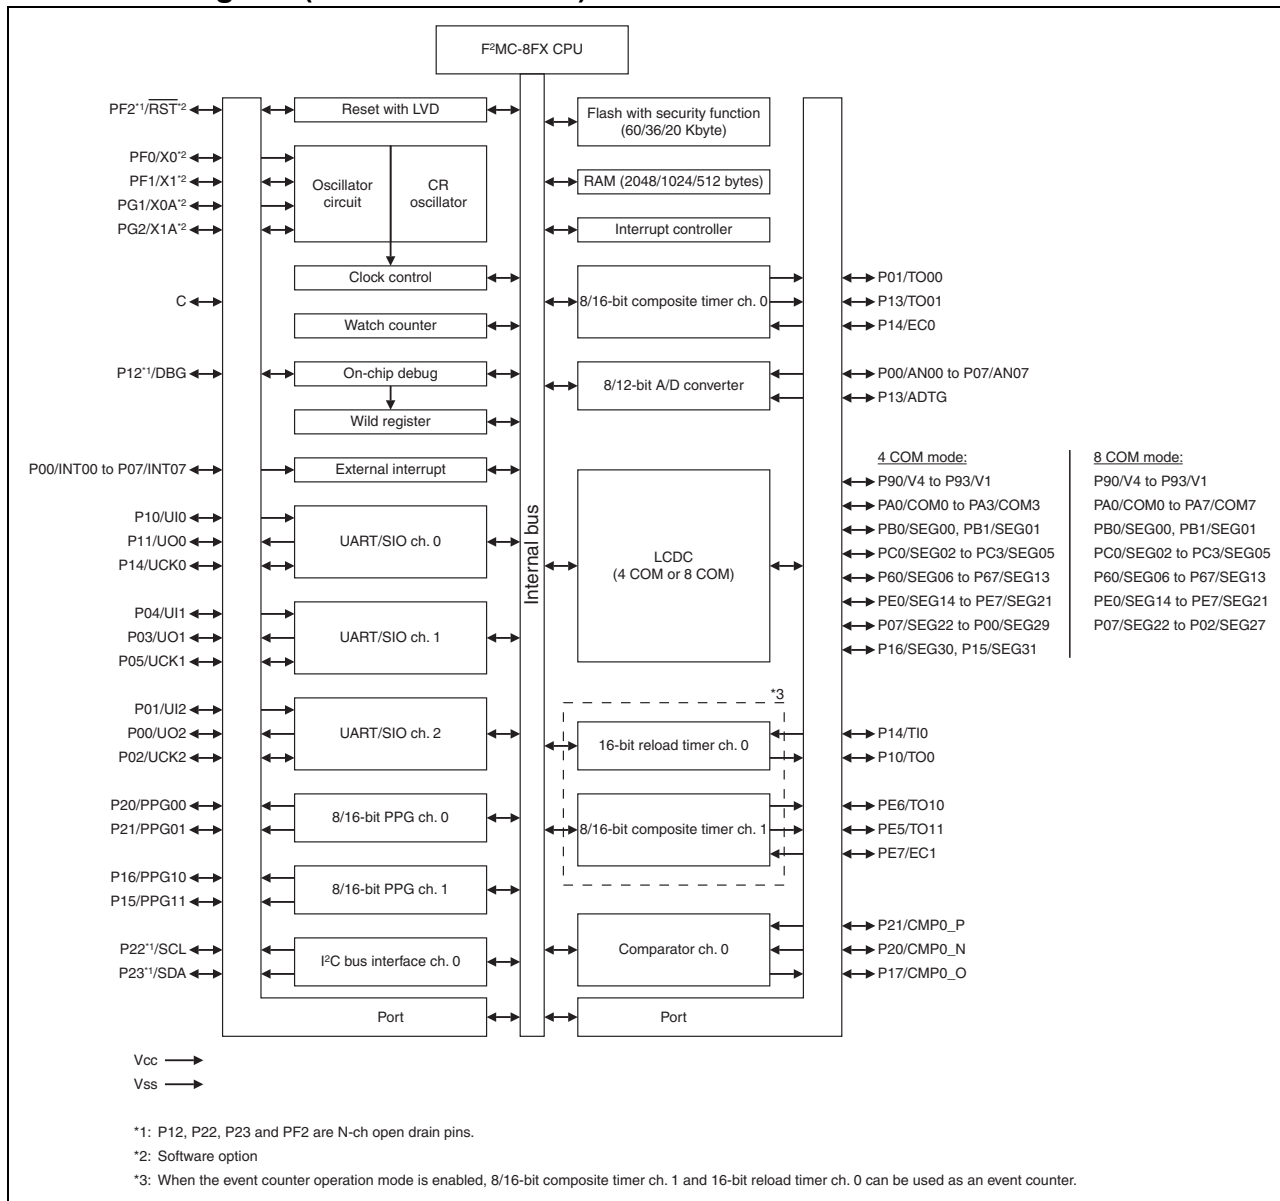 F²MC-8FX CPU
PF2*1/RST*2
Reset with LVD
Flash with security function
(60/36/20 Kbyte)
PF0/X0*2
PF1/X1*2
PG1/X0A*2
PG2/X1A*2
Oscillator
circuit
CR
oscillator
RAM (2048/1024/512 bytes)
Interrupt controller
Clock control
C
Watch counter
8/16-bit composite timer ch. 0
P01/TO00
P13/TO01
P14/EC0
P12*1/DBG
On-chip debug
Wild register
8/12-bit A/D converter
P00/AN00 to P07/AN07
P13/ADTG
P00/INT00 to P07/INT07
External interrupt
P10/UI0
P11/UO0
P14/UCK0
UART/SIO ch. 0
P04/UI1
P03/UO1
P05/UCK1
UART/SIO ch. 1
P01/UI2
P00/UO2
P02/UCK2
UART/SIO ch. 2
Internal bus
LCDC
(4 COM or 8 COM)
4 COM mode:
P90/V4 to P93/V1
PA0/COM0 to PA3/COM3
PB0/SEG00, PB1/SEG01
PC0/SEG02 to PC3/SEG05
P60/SEG06 to P67/SEG13
PE0/SEG14 to PE7/SEG21
P07/SEG22 to P00/SEG29
P16/SEG30, P15/SEG31
8 COM mode:
P90/V4 to P93/V1
PA0/COM0 to PA7/COM7
PB0/SEG00, PB1/SEG01
PC0/SEG02 to PC3/SEG05
P60/SEG06 to P67/SEG13
PE0/SEG14 to PE7/SEG21
P07/SEG22 to P02/SEG27
*3
16-bit reload timer ch. 0
P14/TI0
P10/TO0
P20/PPG00
P21/PPG01
8/16-bit PPG ch. 0
8/16-bit composite timer ch. 1
PE6/TO10
PE5/TO11
PE7/EC1
P16/PPG10
P15/PPG11
8/16-bit PPG ch. 1
P22*1/SCL
P23*1/SDA
I²C bus interface ch. 0
Comparator ch. 0
P21/CMP0_P
P20/CMP0_N
P17/CMP0_O
Port
Port
Vcc
Vss
*1: P12, P22, P23 and PF2 are N-ch open drain pins.
*2: Software option
*3: When the event counter operation mode is enabled, 8/16-bit composite timer ch. 1 and 16-bit reload timer ch. 0 can be used as an event counter.